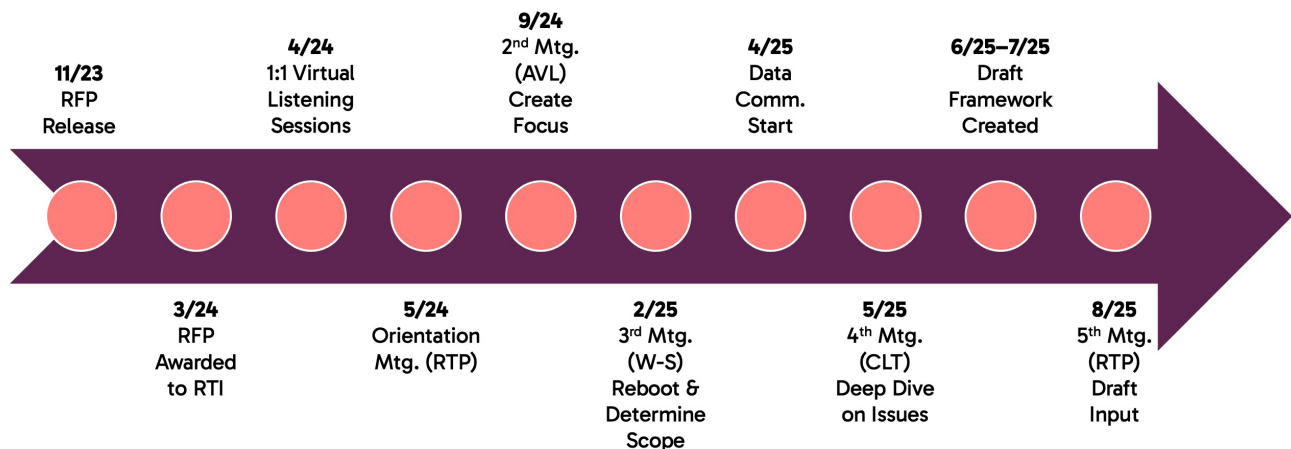 11/23
RFP
Release
3/24
RFP
Awarded
to RTI
4/24
1:1 Virtual
Listening
Sessions
5/24
Orientation
Mtg. (RTP)
9/24
2nd Mtg.
(AVL)
Create
Focus
2/25
3rd Mtg.
(W-S)
Reboot &
Determine
Scope
4/25
Data
Comm.
Start
5/25
4th Mtg.
(CLT)
Deep Dive
on Issues
6/25–7/25
Draft
Framework
Created
8/25
5th Mtg.
(RTP)
Draft
Input